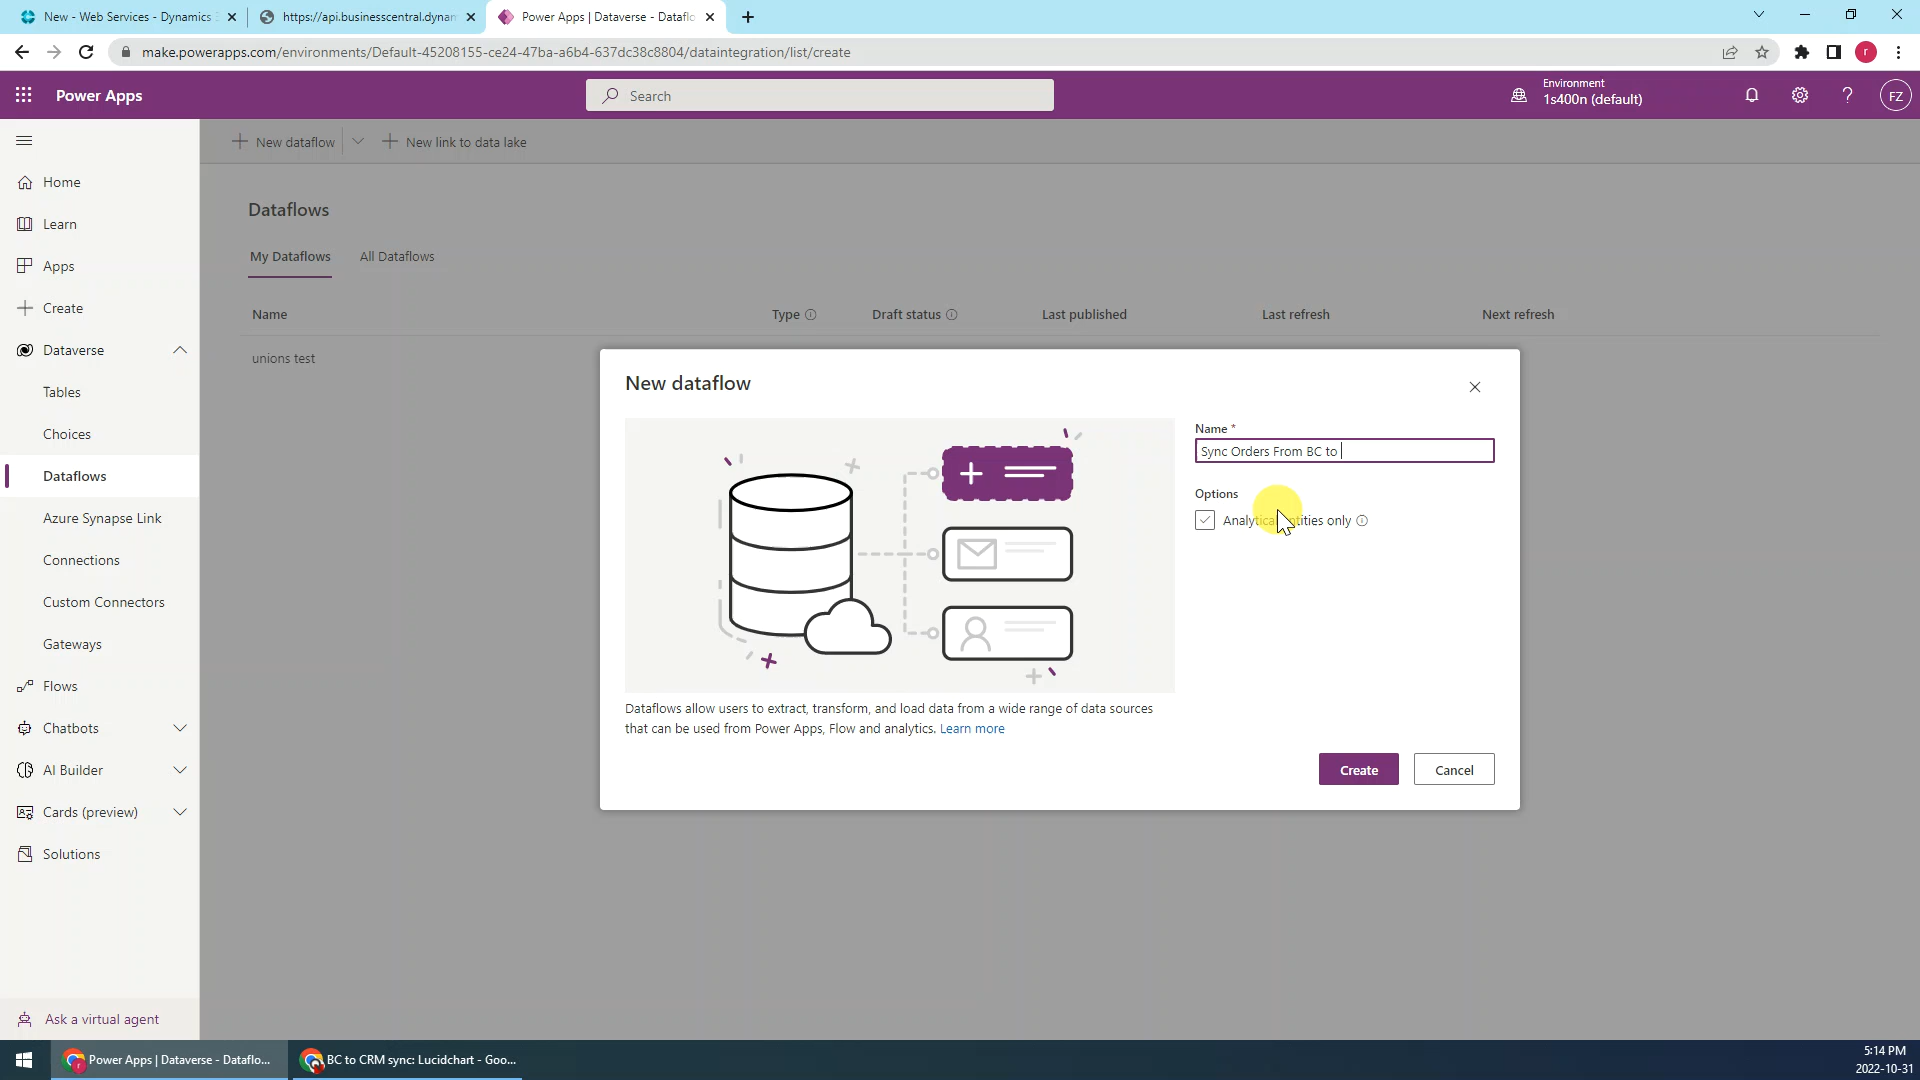 New - Web Services - Dynamics
https://api.businesscentral.dynam
Power Apps | Dataverse - Dataflo
make.powerapps.com/environments/Default-45208155-ce24-47ba-a6b4-637dc38c8804/dataintegration/list/create
r
Power Apps
Search
Environment
1s400n (default)
?
FZ
New dataflow
New link to data lake
Home
Learn
Apps
Create
Dataverse
Tables
Choices
Dataflows
Azure Synapse Link
Connections
Custom Connectors
Gateways
Flows
Chatbots
AI Builder
Cards (preview)
Solutions
Ask a virtual agent
Dataflows
My Dataflows
All Dataflows
Name
Type
Draft status
Last published
Last refresh
Next refresh
unions test
New dataflow
Name *
Sync Orders From BC to
Options
Analytical entities only
Dataflows allow users to extract, transform, and load data from a wide range of data sources
that can be used from Power Apps, Flow and analytics. Learn more
Create
Cancel
Power Apps | Dataverse - Dataflo...
BC to CRM sync: Lucidchart - Goo...
5:14 PM
2022-10-31